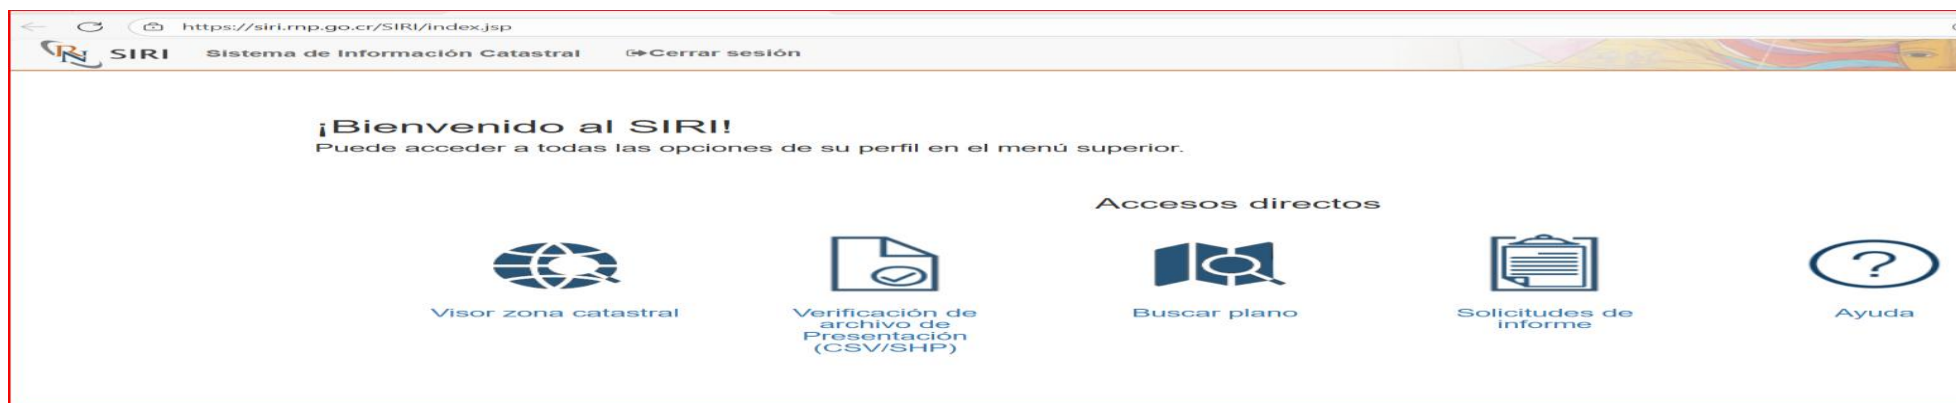 https://siri.rnp.go.cr/SIRI/index.jsp
RN SIRI Sistema de Información Catastral Cerrar sesión
¡Bienvenido al SIRI!
Puede acceder a todas las opciones de su perfil en el menú superior.
Accesos directos
Visor zona catastral
Verificación de
archivo de
Presentación
(CSV/SHP)
Buscar plano
Solicitudes de
informe
?
Ayuda